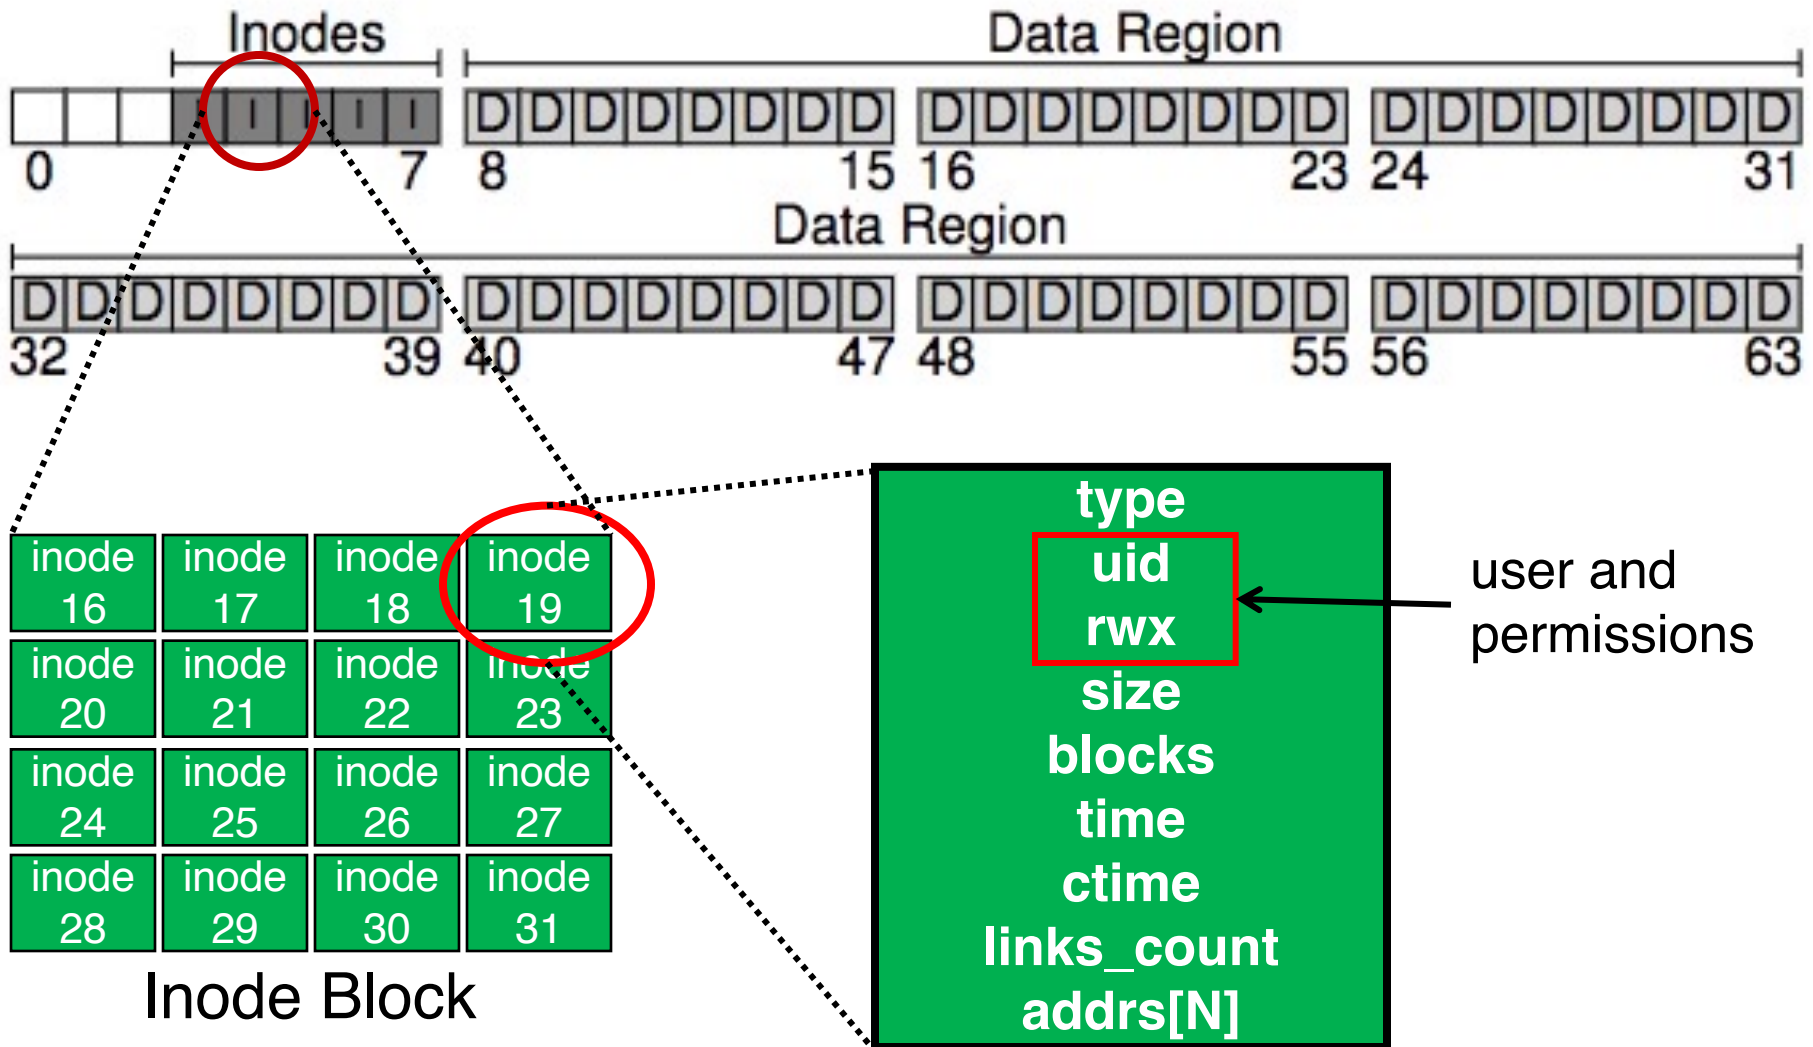 Inodes Data Region
I I I I I D D D D D D D D D D D D D D D D D D D D D D D D
0 7 8 15 16 23 24 31
Data Region
D D D D D D D D D D D D D D D D D D D D D D D D D D D D D D D D
32 39 40 47 48 55 56 63
inode inode inode inode
16 17 18 19
inode inode inode inode
20 21 22 23
inode inode inode inode
24 25 26 27
inode inode inode inode
28 29 30 31
Inode Block
type
uid
rwx
size
blocks
time
ctime
links_count
addrs[N]
user and
permissions